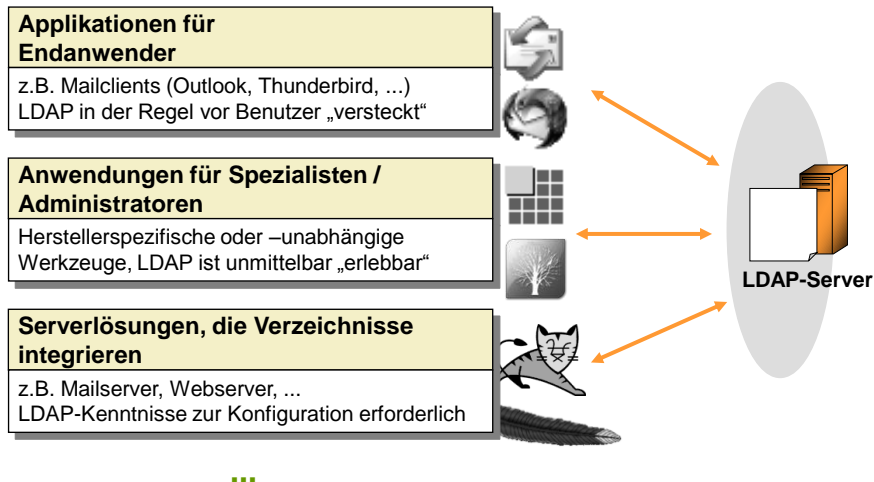 Applikationen für
Endanwender
z.B. Mailclients (Outlook, Thunderbird, ...)
LDAP in der Regel vor Benutzer „versteckt“
Anwendungen für Spezialisten /
Administratoren
Herstellerspezifische oder –unabhängige
Werkzeuge, LDAP ist unmittelbar „erlebbar“
Serverlösungen, die Verzeichnisse
integrieren
z.B. Mailserver, Webserver, ...
LDAP-Kenntnisse zur Konfiguration erforderlich
LDAP-Server
...